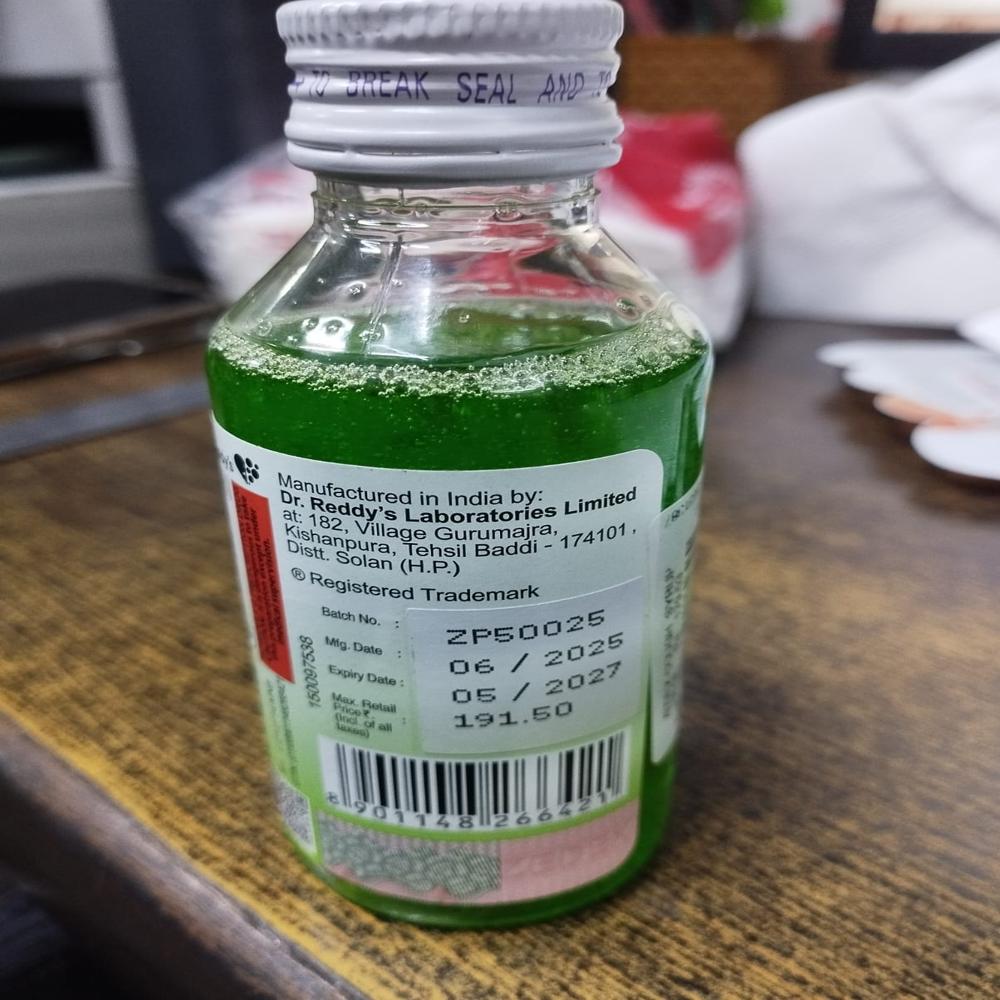 TO BREAK SEAL AND
Manufactured in India by:
Dr. Reddy's Laboratories Limited
at: 182, Village Gurumajra,
Kishanpura, Tehsil Baddi - 174101,
Distt. Solan (H.P.)
® Registered Trademark
Batch No. : ZP50025
Mfg. Date : 06 / 2025
Expiry Date : 05 / 2027
Max. Retail : 191.50
Price ₹
(Incl. of all
taxes)
150097538
8 901148 266421